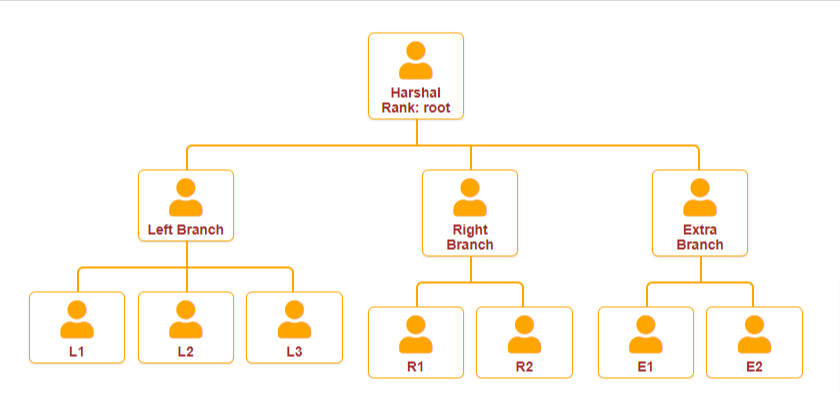 Harshal
Rank: root
Left Branch
Right
Branch
Extra
Branch
L1
L2
L3
R1
R2
E1
E2